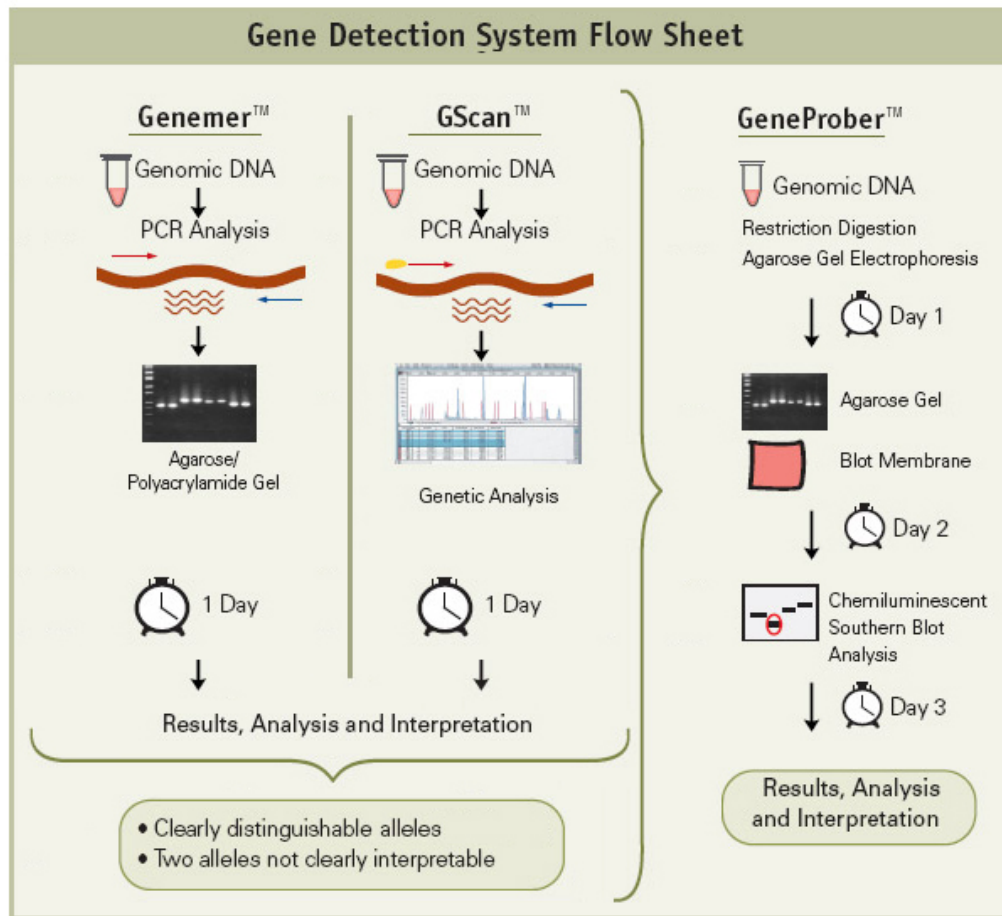 Gene Detection System Flow Sheet
Genemer™
Genomic DNA
PCR Analysis
Agarose/
Polyacrylamide Gel
1 Day
GScan™
Genomic DNA
PCR Analysis
Genetic Analysis
1 Day
Results, Analysis and Interpretation
• Clearly distinguishable alleles
• Two alleles not clearly interpretable
GeneProber™
Genomic DNA
Restriction Digestion
Agarose Gel Electrophoresis
Day 1
Agarose Gel
Blot Membrane
Day 2
Chemiluminescent
Southern Blot
Analysis
Day 3
Results, Analysis
and Interpretation